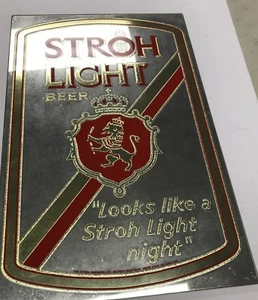 STROH
LIGHT
BEER
"Looks like a
Stroh Light
night"